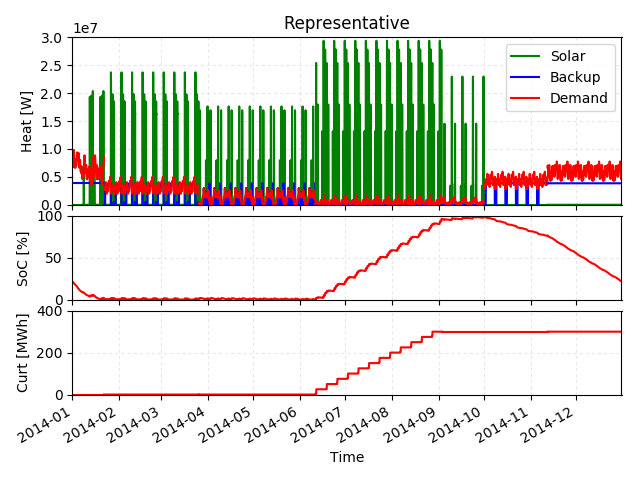 Representative
1e7
3.0
2.5
2.0
1.5
1.0
0.5
0.0
Heat [W]
Solar
Backup
Demand
100
50
0
SoC [%]
400
200
0
Curt [MWh]
2014-01
2014-02
2014-03
2014-04
2014-05
2014-06
2014-07
2014-08
2014-09
2014-10
2014-11
2014-12
Time